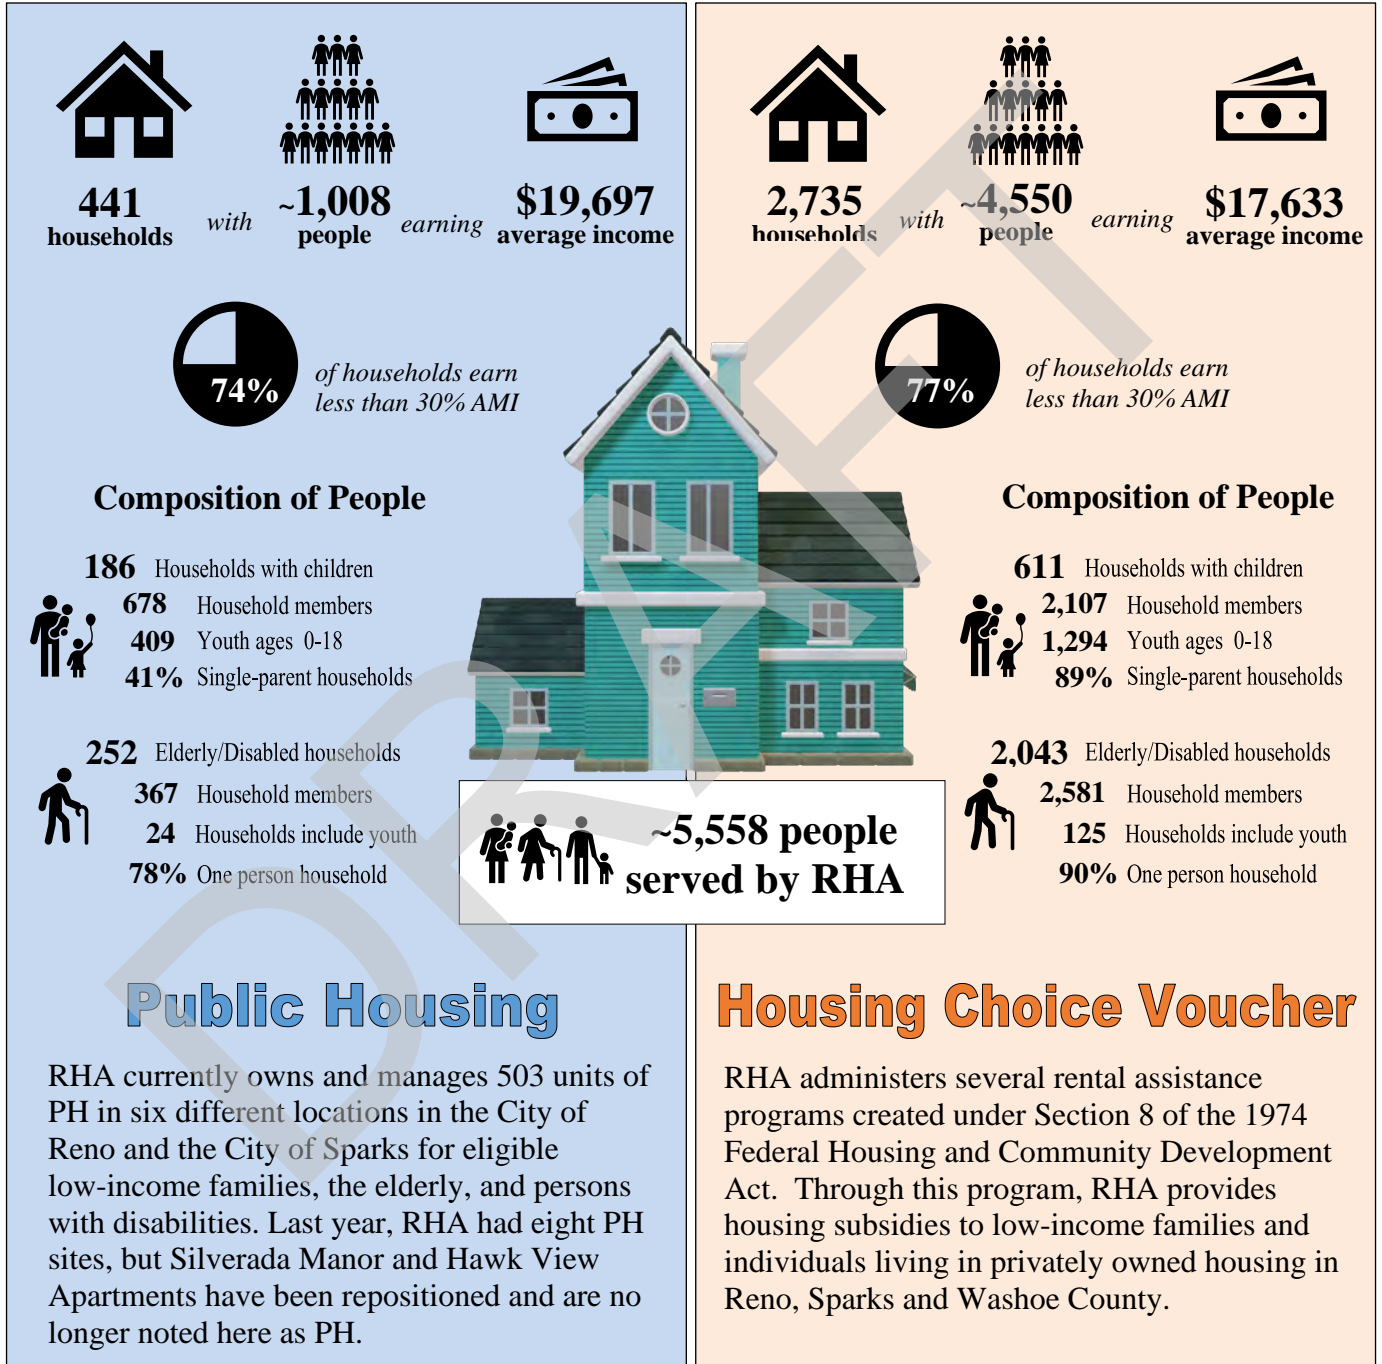 441
households
with
~1,008
people
earning
$19,697
average income
74%
of households earn
less than 30% AMI
Composition of People
186 Households with children
678 Household members
409 Youth ages 0-18
41% Single-parent households
252 Elderly/Disabled households
367 Household members
24 Households include youth
78% One person household
Public Housing
RHA currently owns and manages 503 units of
PH in six different locations in the City of
Reno and the City of Sparks for eligible
low-income families, the elderly, and persons
with disabilities. Last year, RHA had eight PH
sites, but Silverada Manor and Hawk View
Apartments have been repositioned and are no
longer noted here as PH.
2,735
households
with
~4,550
people
earning
$17,633
average income
77%
of households earn
less than 30% AMI
Composition of People
611 Households with children
2,107 Household members
1,294 Youth ages 0-18
89% Single-parent households
2,043 Elderly/Disabled households
2,581 Household members
125 Households include youth
90% One person household
~5,558 people
served by RHA
Housing Choice Voucher
RHA administers several rental assistance
programs created under Section 8 of the 1974
Federal Housing and Community Development
Act. Through this program, RHA provides
housing subsidies to low-income families and
individuals living in privately owned housing in
Reno, Sparks and Washoe County.
DRAFT